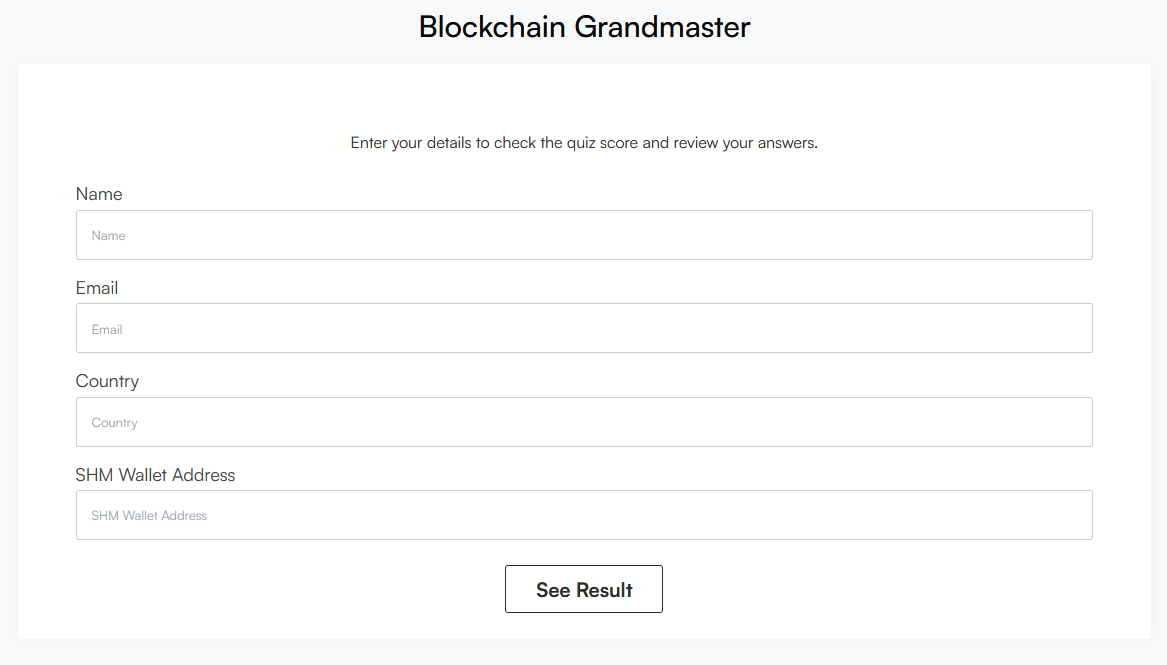 Blockchain Grandmaster
Enter your details to check the quiz score and review your answers.
Name
Name
Email
Email
Country
Country
SHM Wallet Address
SHM Wallet Address
See Result